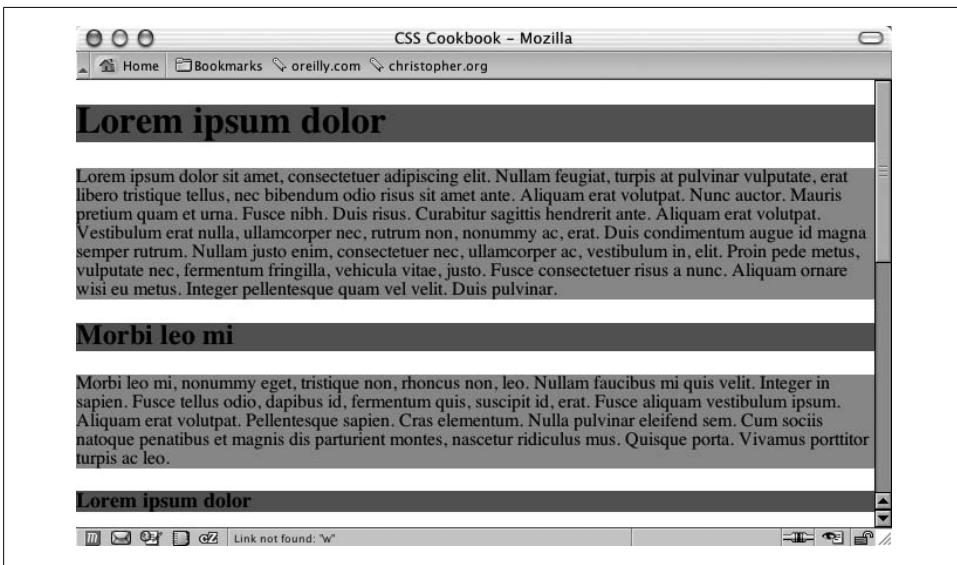 CSS Cookbook – Mozilla
Home Bookmarks oreilly.com christopher.org
Lorem ipsum dolor
Lorem ipsum dolor sit amet, consectetuer adipiscing elit. Nullam feugiat, turpis at pulvinar vulputate, erat
libero tristique tellus, nec bibendum odio risus sit amet ante. Aliquam erat volutpat. Nunc auctor. Mauris
pretium quam et urna. Fusce nibh. Duis risus. Curabitur sagittis hendrerit ante. Aliquam erat volutpat.
Vestibulum erat nulla, ullamcorper nec, rutrum non, nonummy ac, erat. Duis condimentum augue id magna
semper rutrum. Nullam justo enim, consectetuer nec, ullamcorper ac, vestibulum in, elit. Proin pede metus,
vulputate nec, fermentum fringilla, vehicula vitae, justo. Fusce consectetuer risus a nunc. Aliquam ornare
wisi eu metus. Integer pellentesque quam vel velit. Duis pulvinar.
Morbi leo mi
Morbi leo mi, nonummy eget, tristique non, rhoncus non, leo. Nullam faucibus mi quis velit. Integer in
sapien. Fusce tellus odio, dapibus id, fermentum quis, suscipit id, erat. Fusce aliquam vestibulum ipsum.
Aliquam erat volutpat. Pellentesque sapien. Cras elementum. Nulla pulvinar eleifend sem. Cum sociis
natoque penatibus et magnis dis parturient montes, nascetur ridiculus mus. Quisque porta. Vivamus porttitor
turpis ac leo.
Lorem ipsum dolor
Link not found: "w"